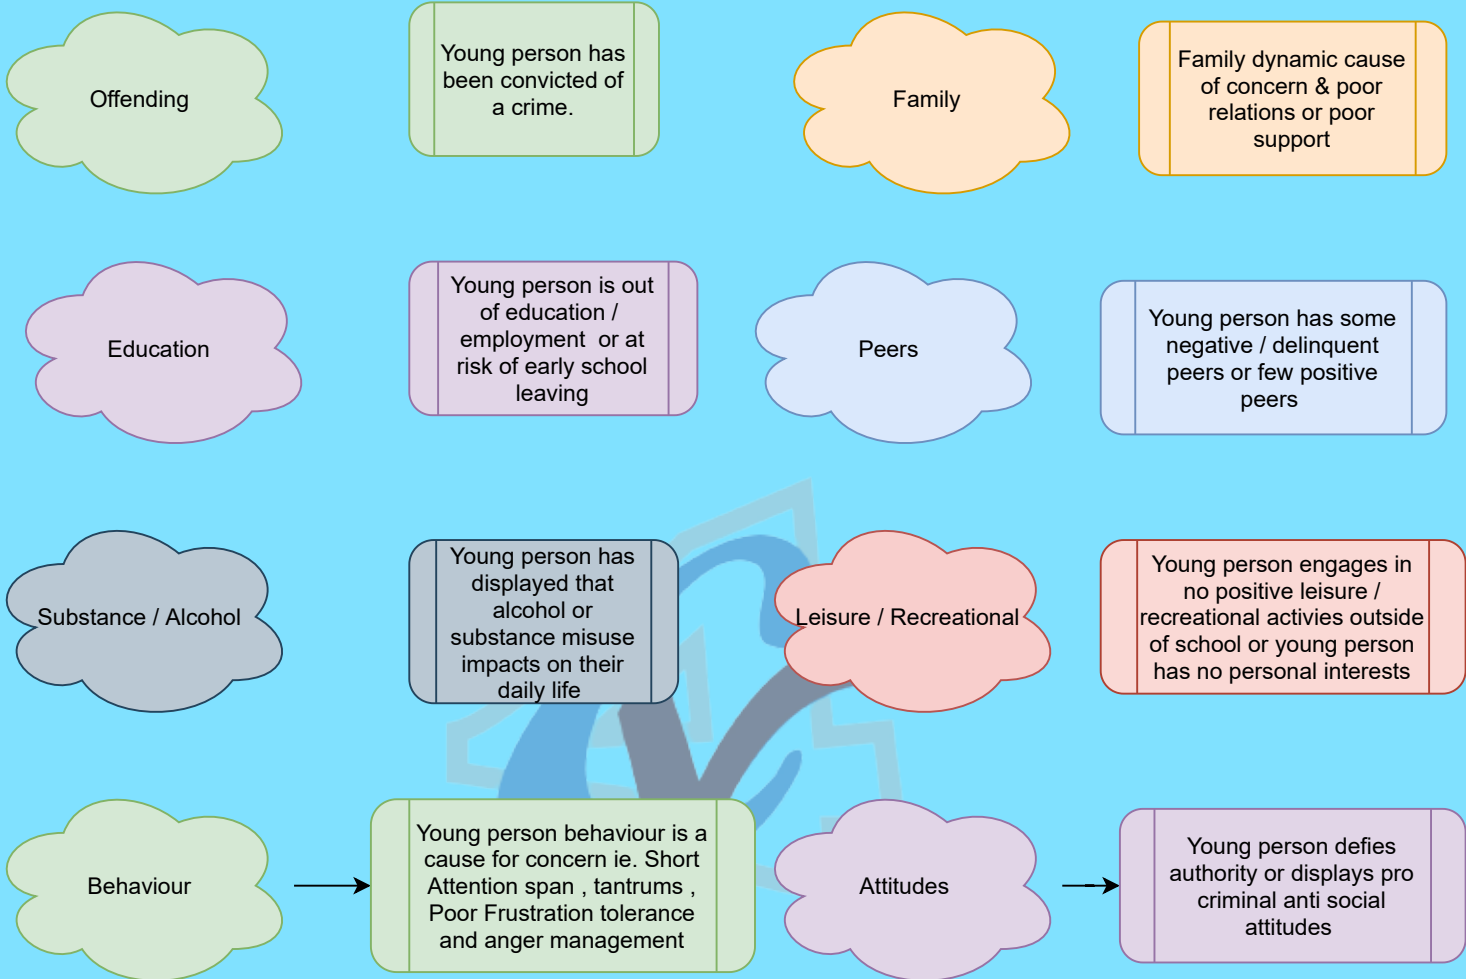 Offending
Young person has
been convicted of
a crime.
Family
Family dynamic cause
of concern & poor
relations or poor
support
Education
Young person is out
of education /
employment or at
risk of early school
leaving
Peers
Young person has some
negative / delinquent
peers or few positive
peers
Substance / Alcohol
Young person has
displayed that
alcohol or
substance misuse
impacts on their
daily life
Leisure / Recreational
Young person engages in
no positive leisure /
recreational activies outside
of school or young person
has no personal interests
Behaviour
Young person behaviour is a
cause for concern ie. Short
Attention span , tantrums ,
Poor Frustration tolerance
and anger management
Attitudes
Young person defies
authority or displays pro
criminal anti social
attitudes